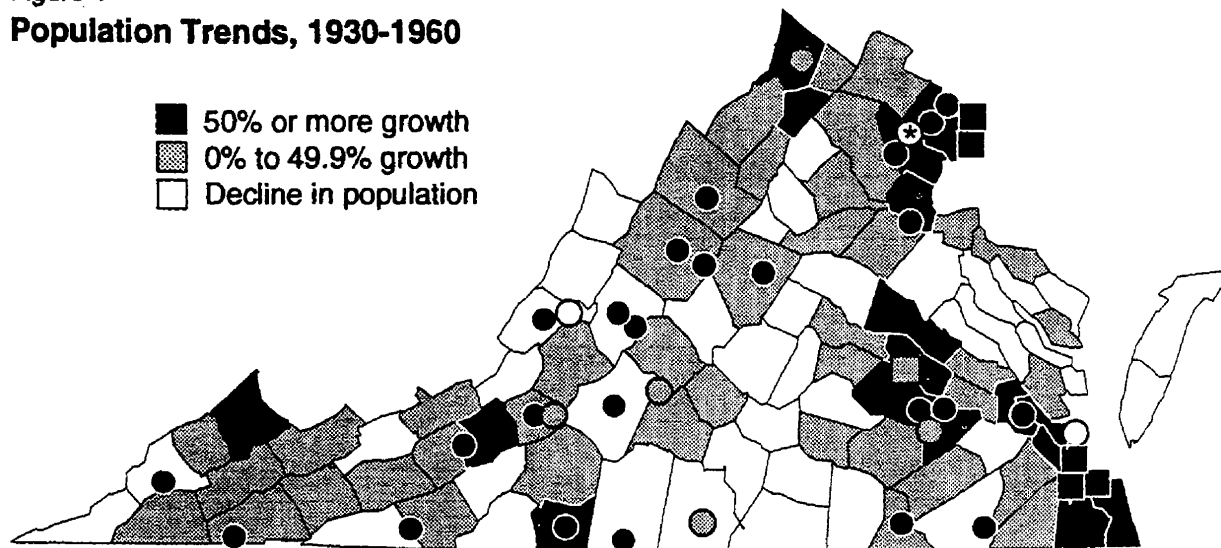 Population Trends, 1930-1960
50% or more growth
0% to 49.9% growth
Decline in population
*